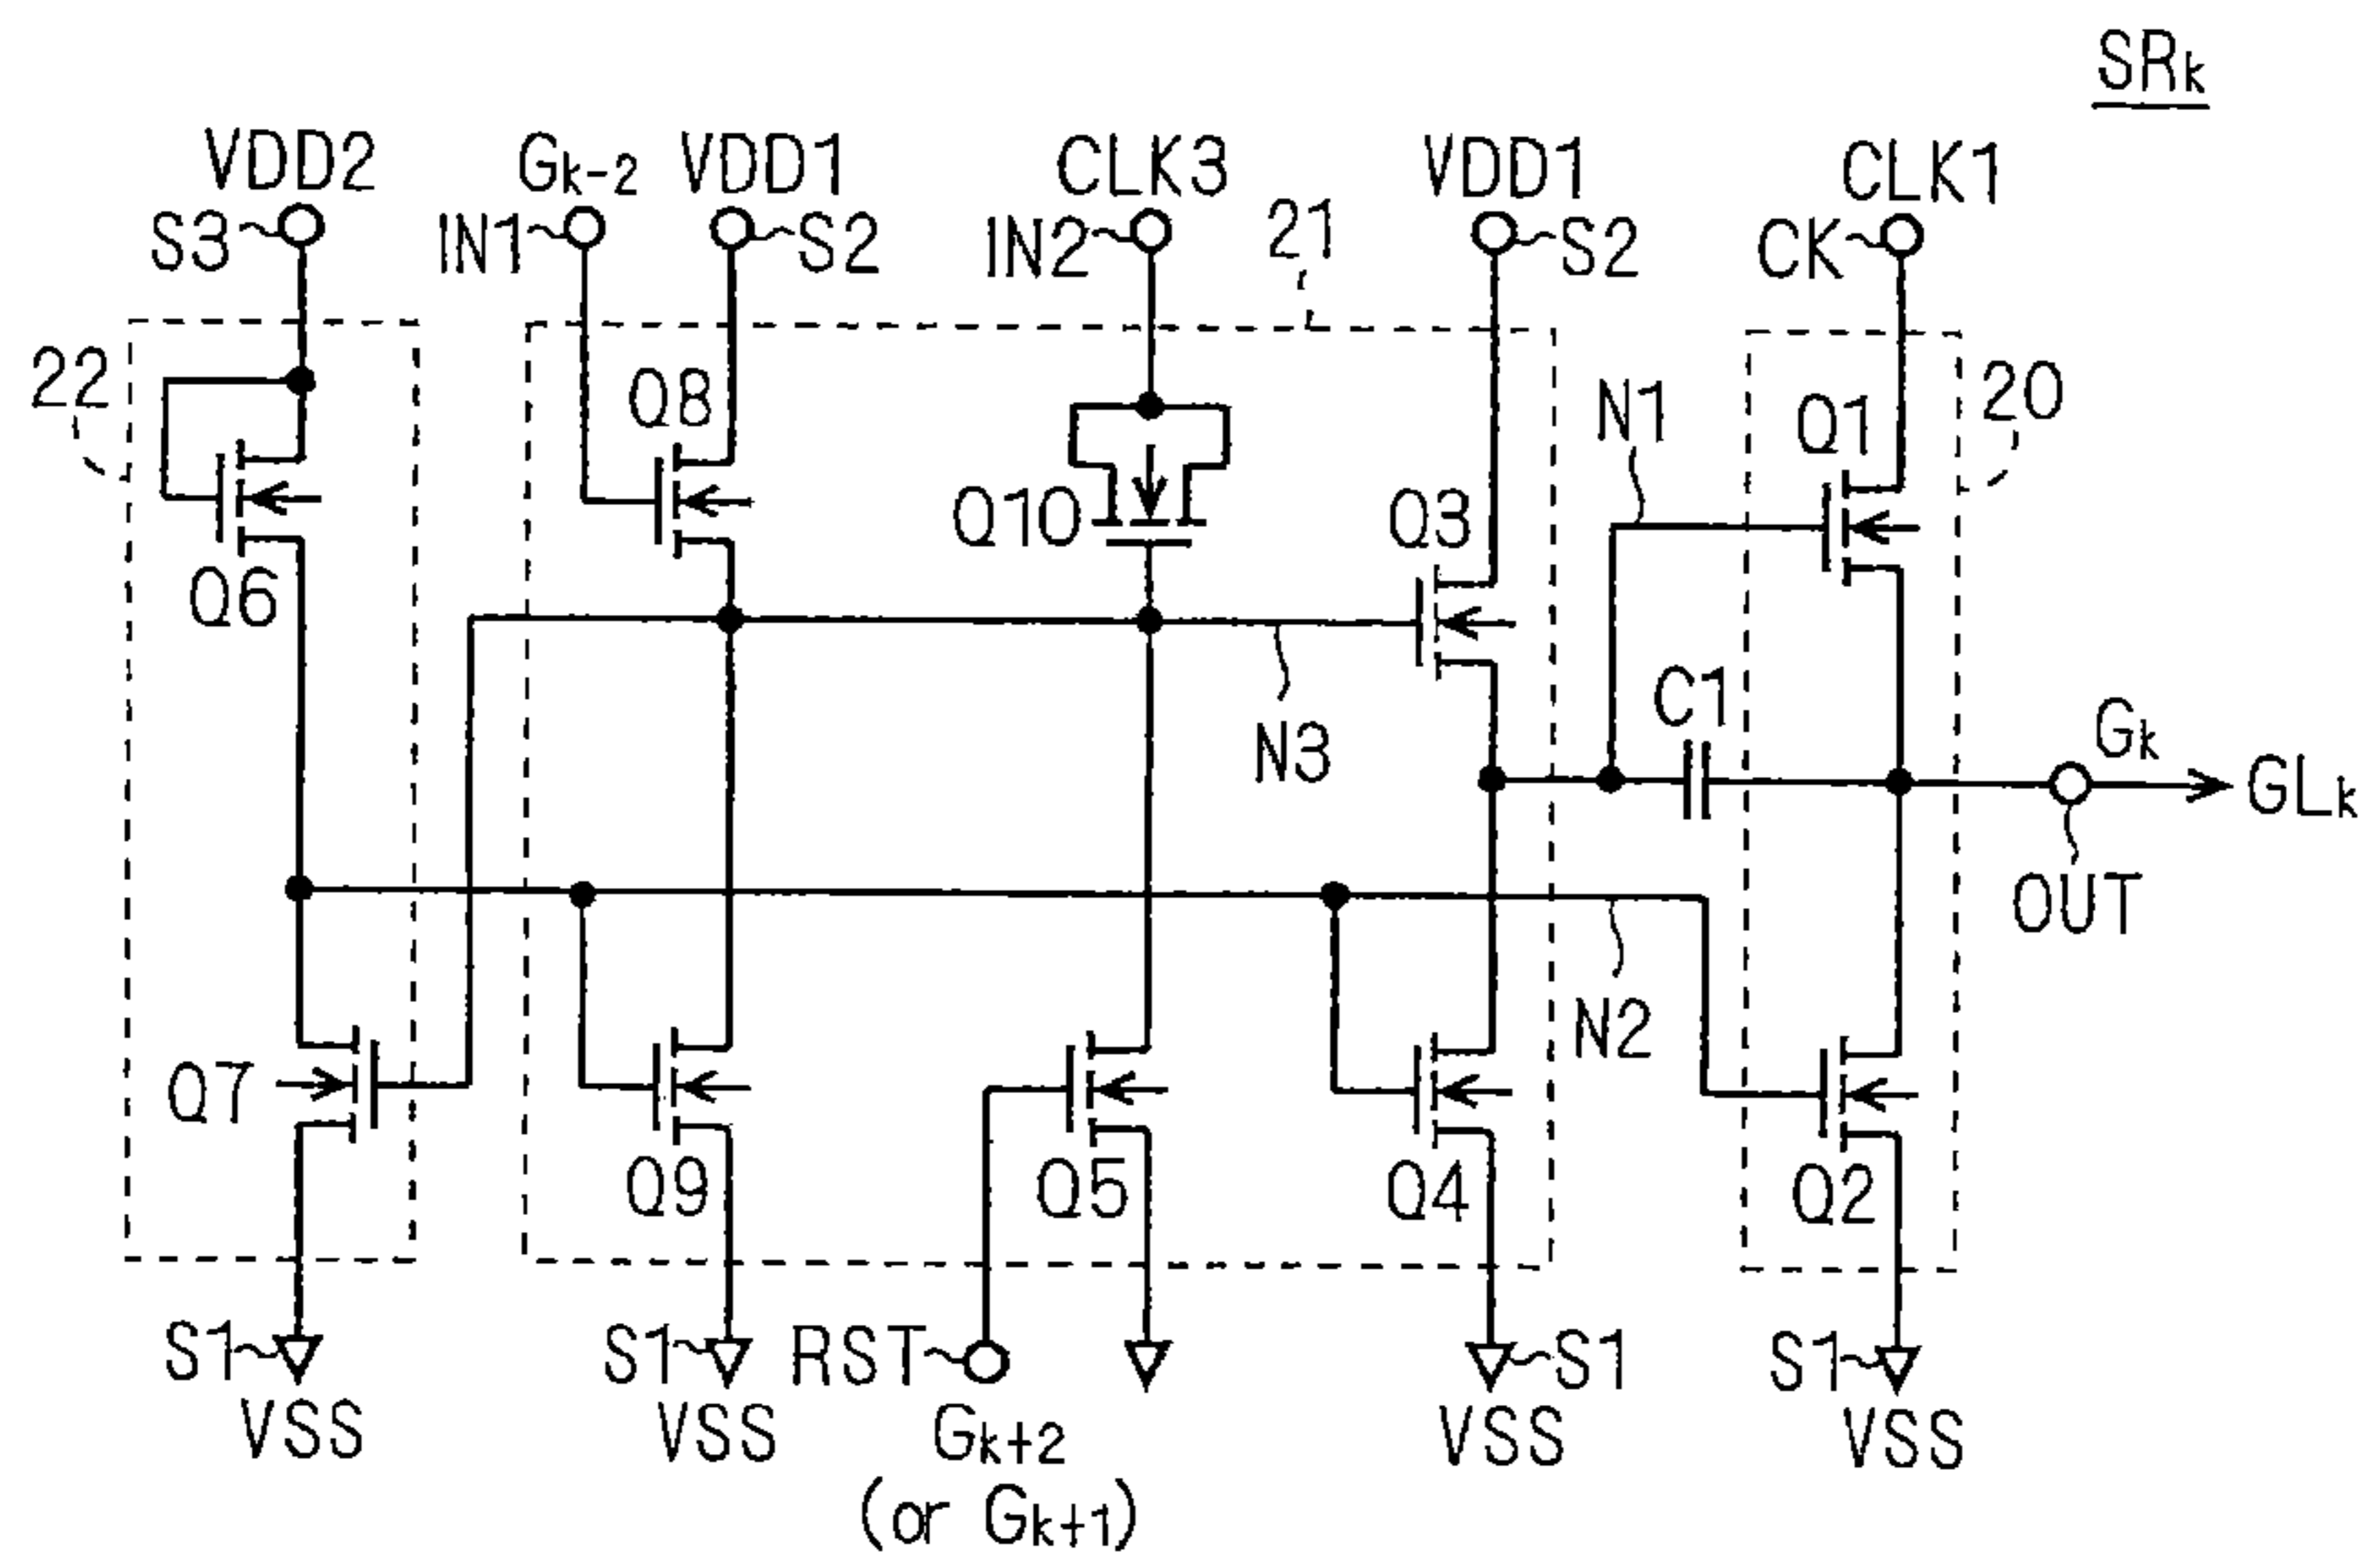 SRk
VDD2
Gk-2
VDD1
CLK3
VDD1
CLK1
S3
IN1
S2
IN2
21
S2
CK
22
Q8
N1
Q1
20
Q10
Q3
Q6
C1
N3
Gk
GLk
OUT
N2
Q7
Q9
Q5
Q4
Q2
S1
S1
RST
S1
S1
VSS
VSS
Gk+2
VSS
VSS
(or Gk+1)